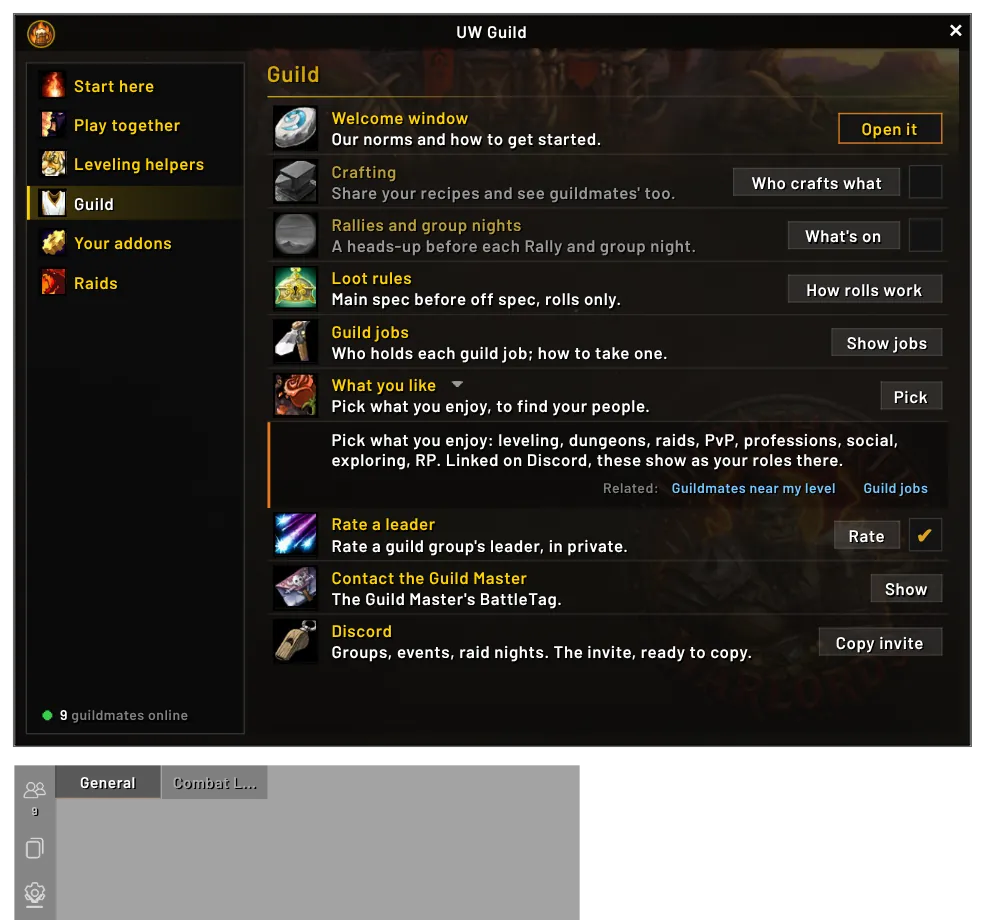 UW Guild
Start here
Play together
Leveling helpers
Guild
Your addons
Raids
9 guildmates online
Guild
Welcome window
Our norms and how to get started.
Open it
Crafting
Share your recipes and see guildmates' too.
Who crafts what
Rallies and group nights
A heads-up before each Rally and group night.
What's on
Loot rules
Main spec before off spec, rolls only.
How rolls work
Guild jobs
Who holds each guild job; how to take one.
Show jobs
What you like
Pick what you enjoy, to find your people.
Pick
Pick what you enjoy: leveling, dungeons, raids, PvP, professions, social,
exploring, RP. Linked on Discord, these show as your roles there.
Related: Guildmates near my level Guild jobs
Rate a leader
Rate a guild group's leader, in private.
Rate
Contact the Guild Master
The Guild Master's BattleTag.
Show
Discord
Groups, events, raid nights. The invite, ready to copy.
Copy invite
General
Combat L...
9